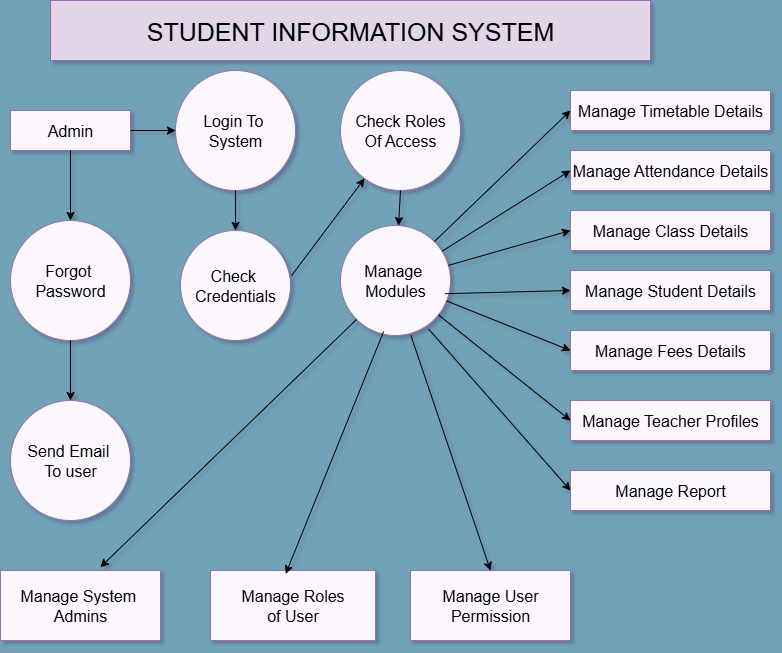 STUDENT INFORMATION SYSTEM
Admin
Login To
System
Check Roles
Of Access
Forgot
Password
Check
Credentials
Manage
Modules
Send Email
To user
Manage Timetable Details
Manage Attendance Details
Manage Class Details
Manage Student Details
Manage Fees Details
Manage Teacher Profiles
Manage Report
Manage System
Admins
Manage Roles
of User
Manage User
Permission